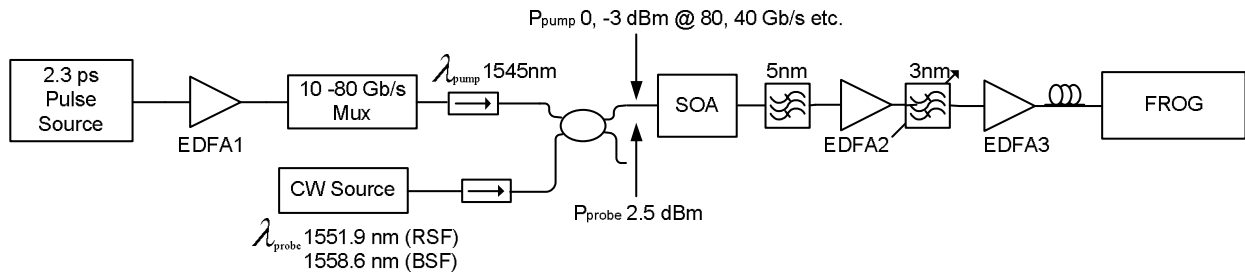 Ppump 0, -3 dBm @ 80, 40 Gb/s etc.
2.3 ps
Pulse
Source
EDFA1
10 -80 Gb/s
Mux
λpump 1545nm
SOA
5nm
EDFA2
3nm
EDFA3
FROG
CW Source
Pprobe 2.5 dBm
λprobe 1551.9 nm (RSF)
1558.6 nm (BSF)